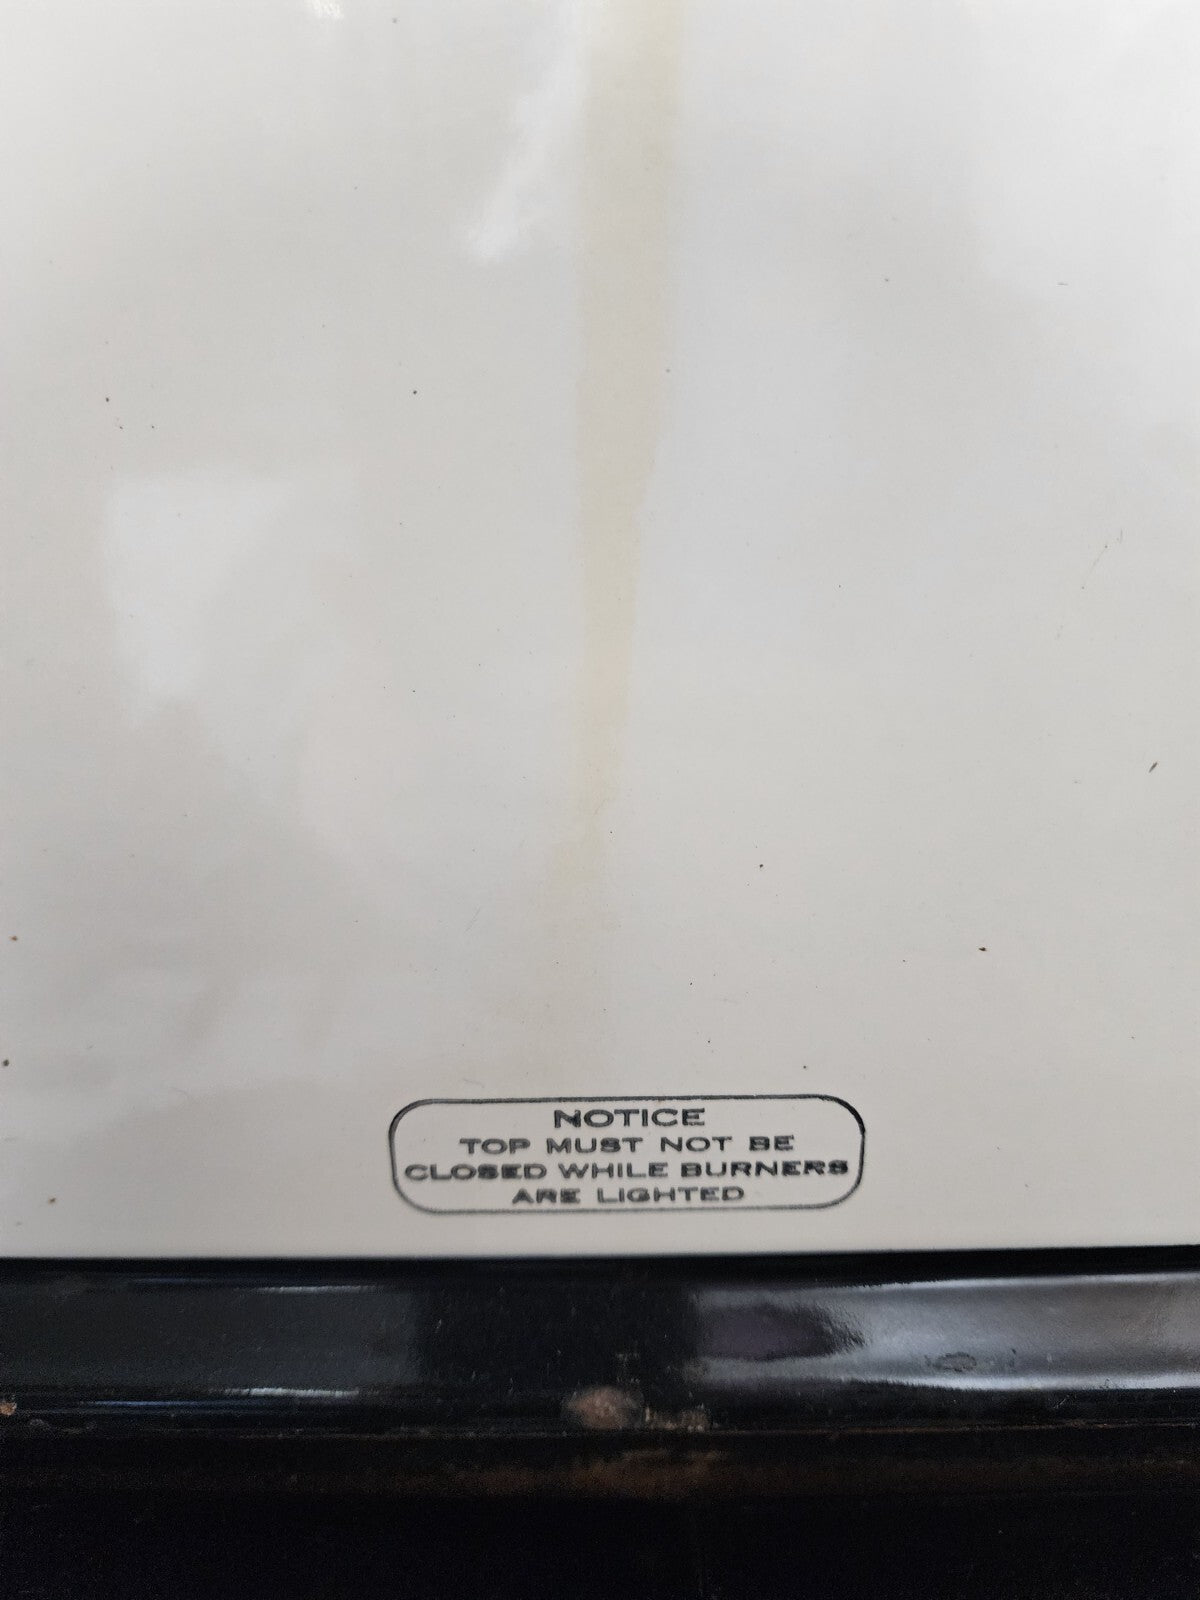 NOTICE
TOP MUST NOT BE
CLOSED WHILE BURNERS
ARE LIGHTED